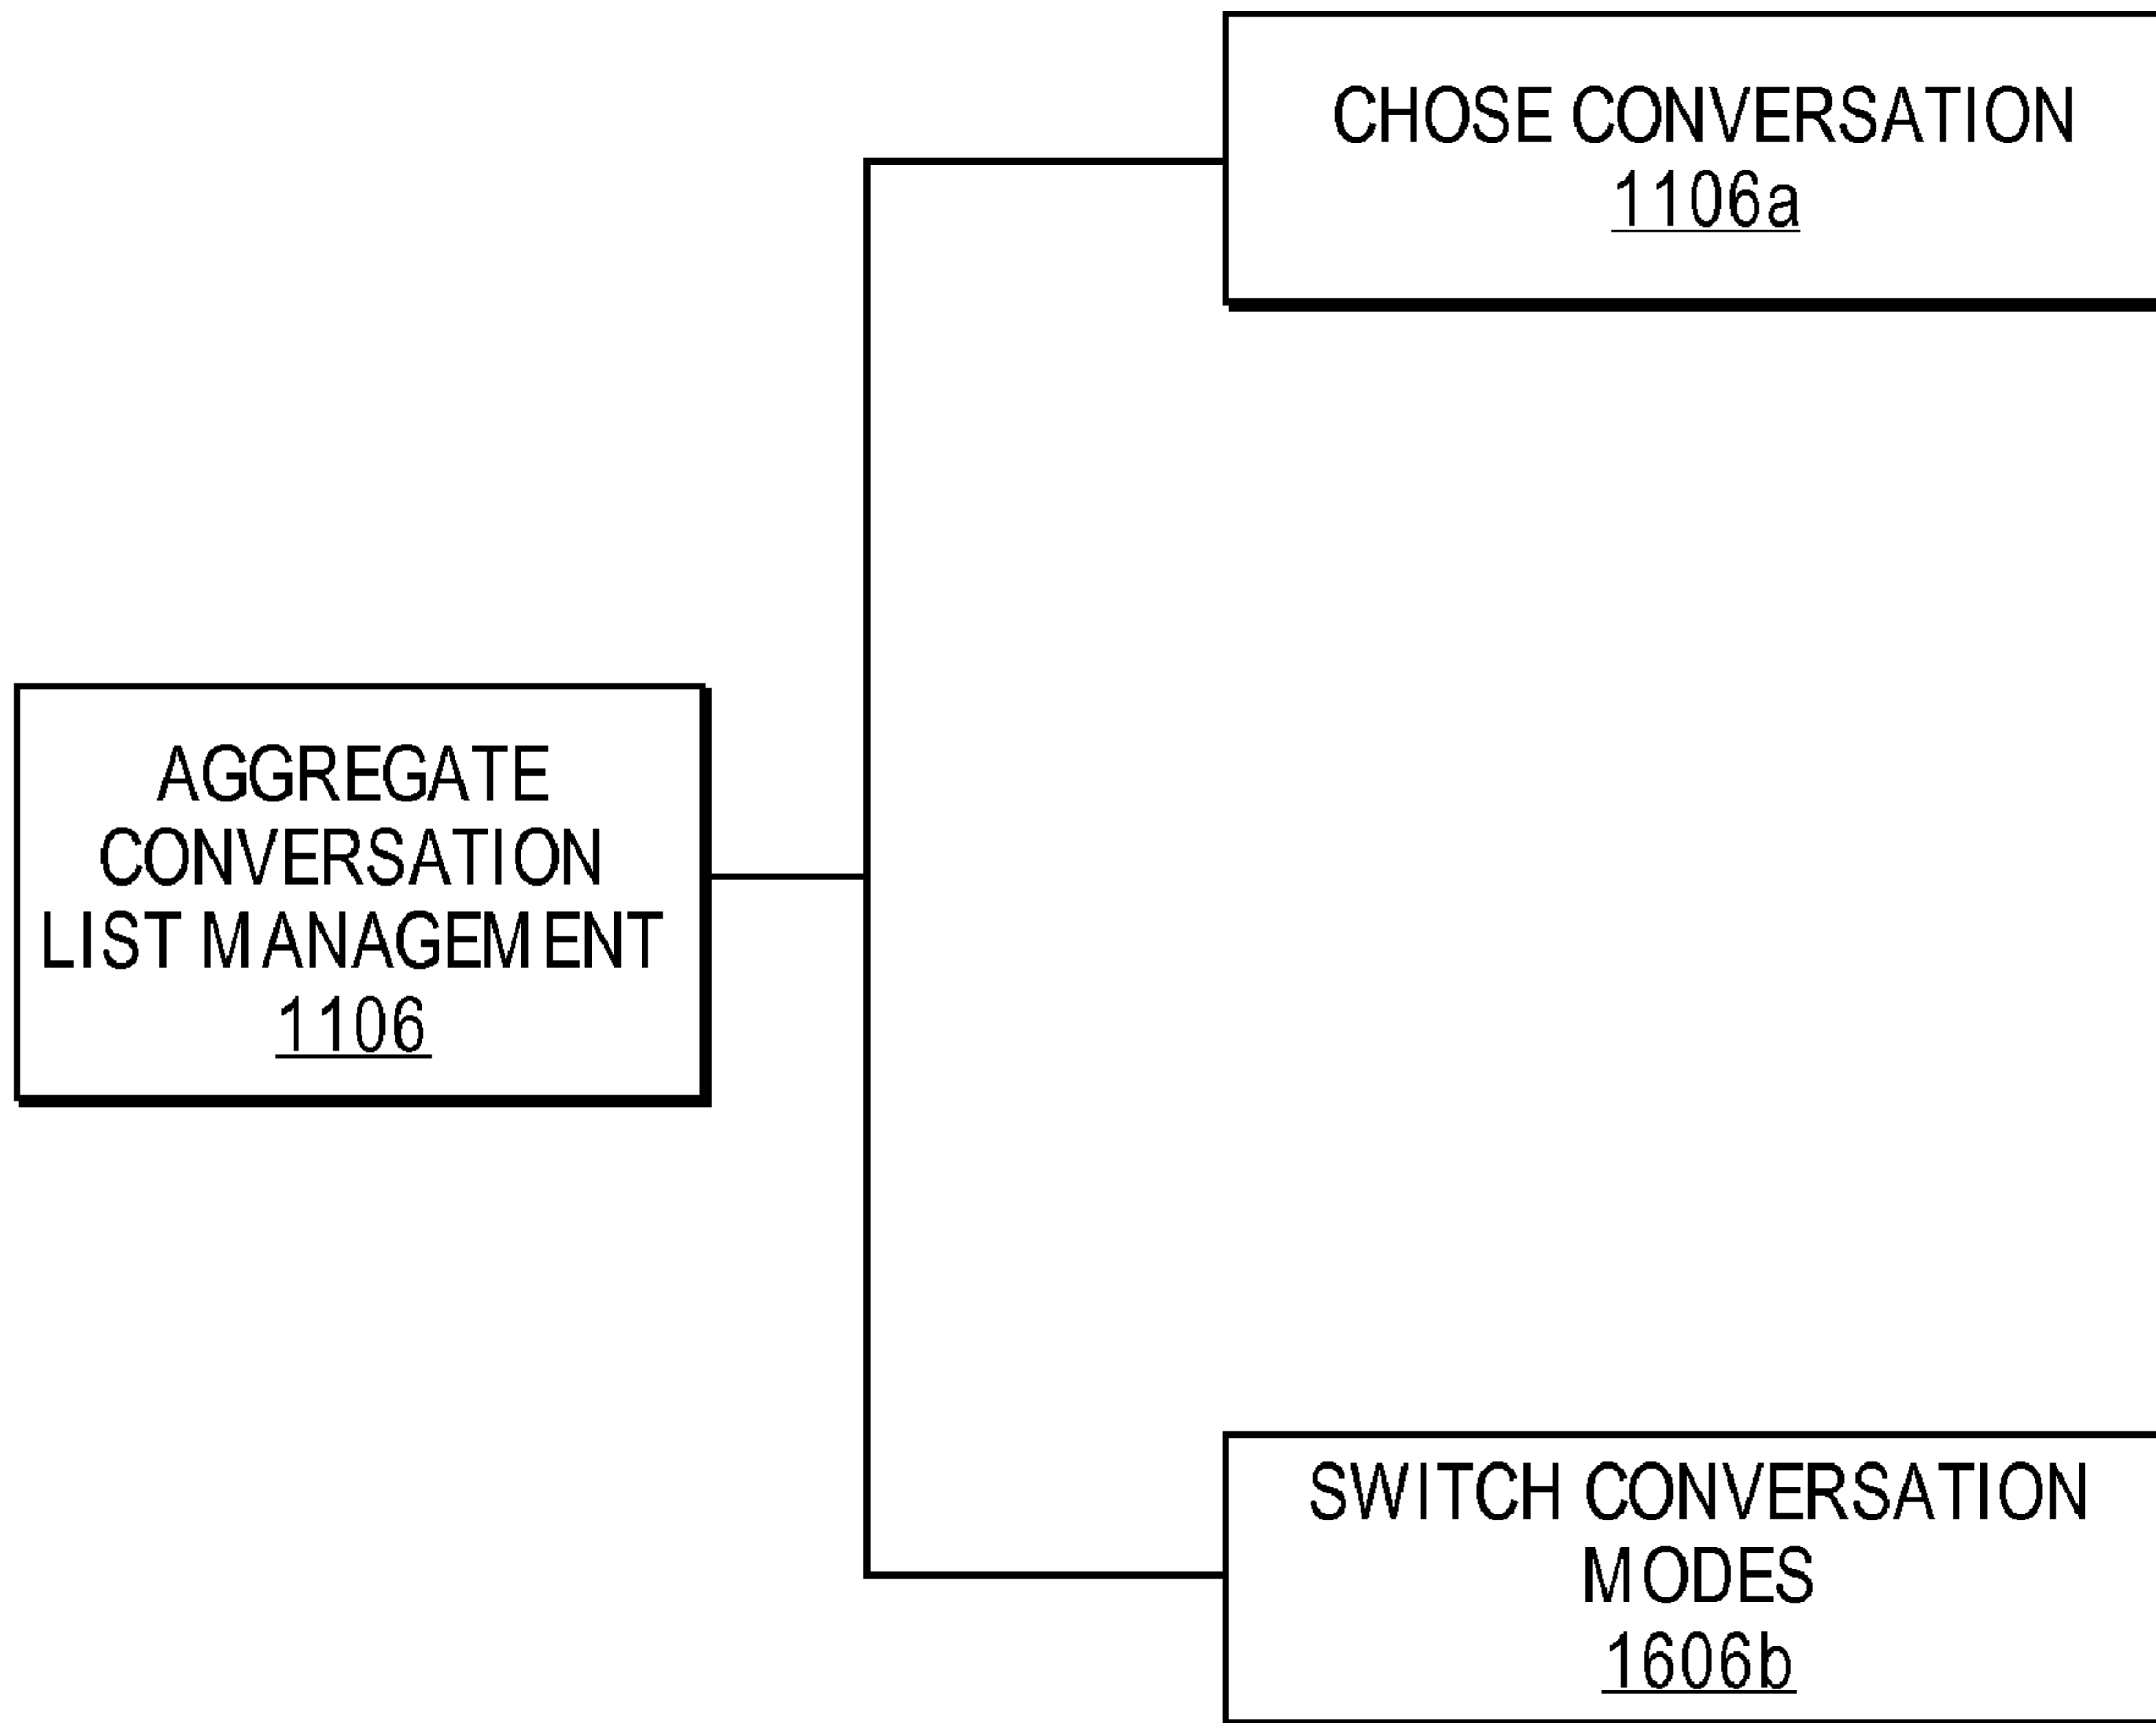 CHOSE CONVERSATION
1106a
AGGREGATE
CONVERSATION
LIST MANAGEMENT
1106
SWITCH CONVERSATION
MODES
1606b